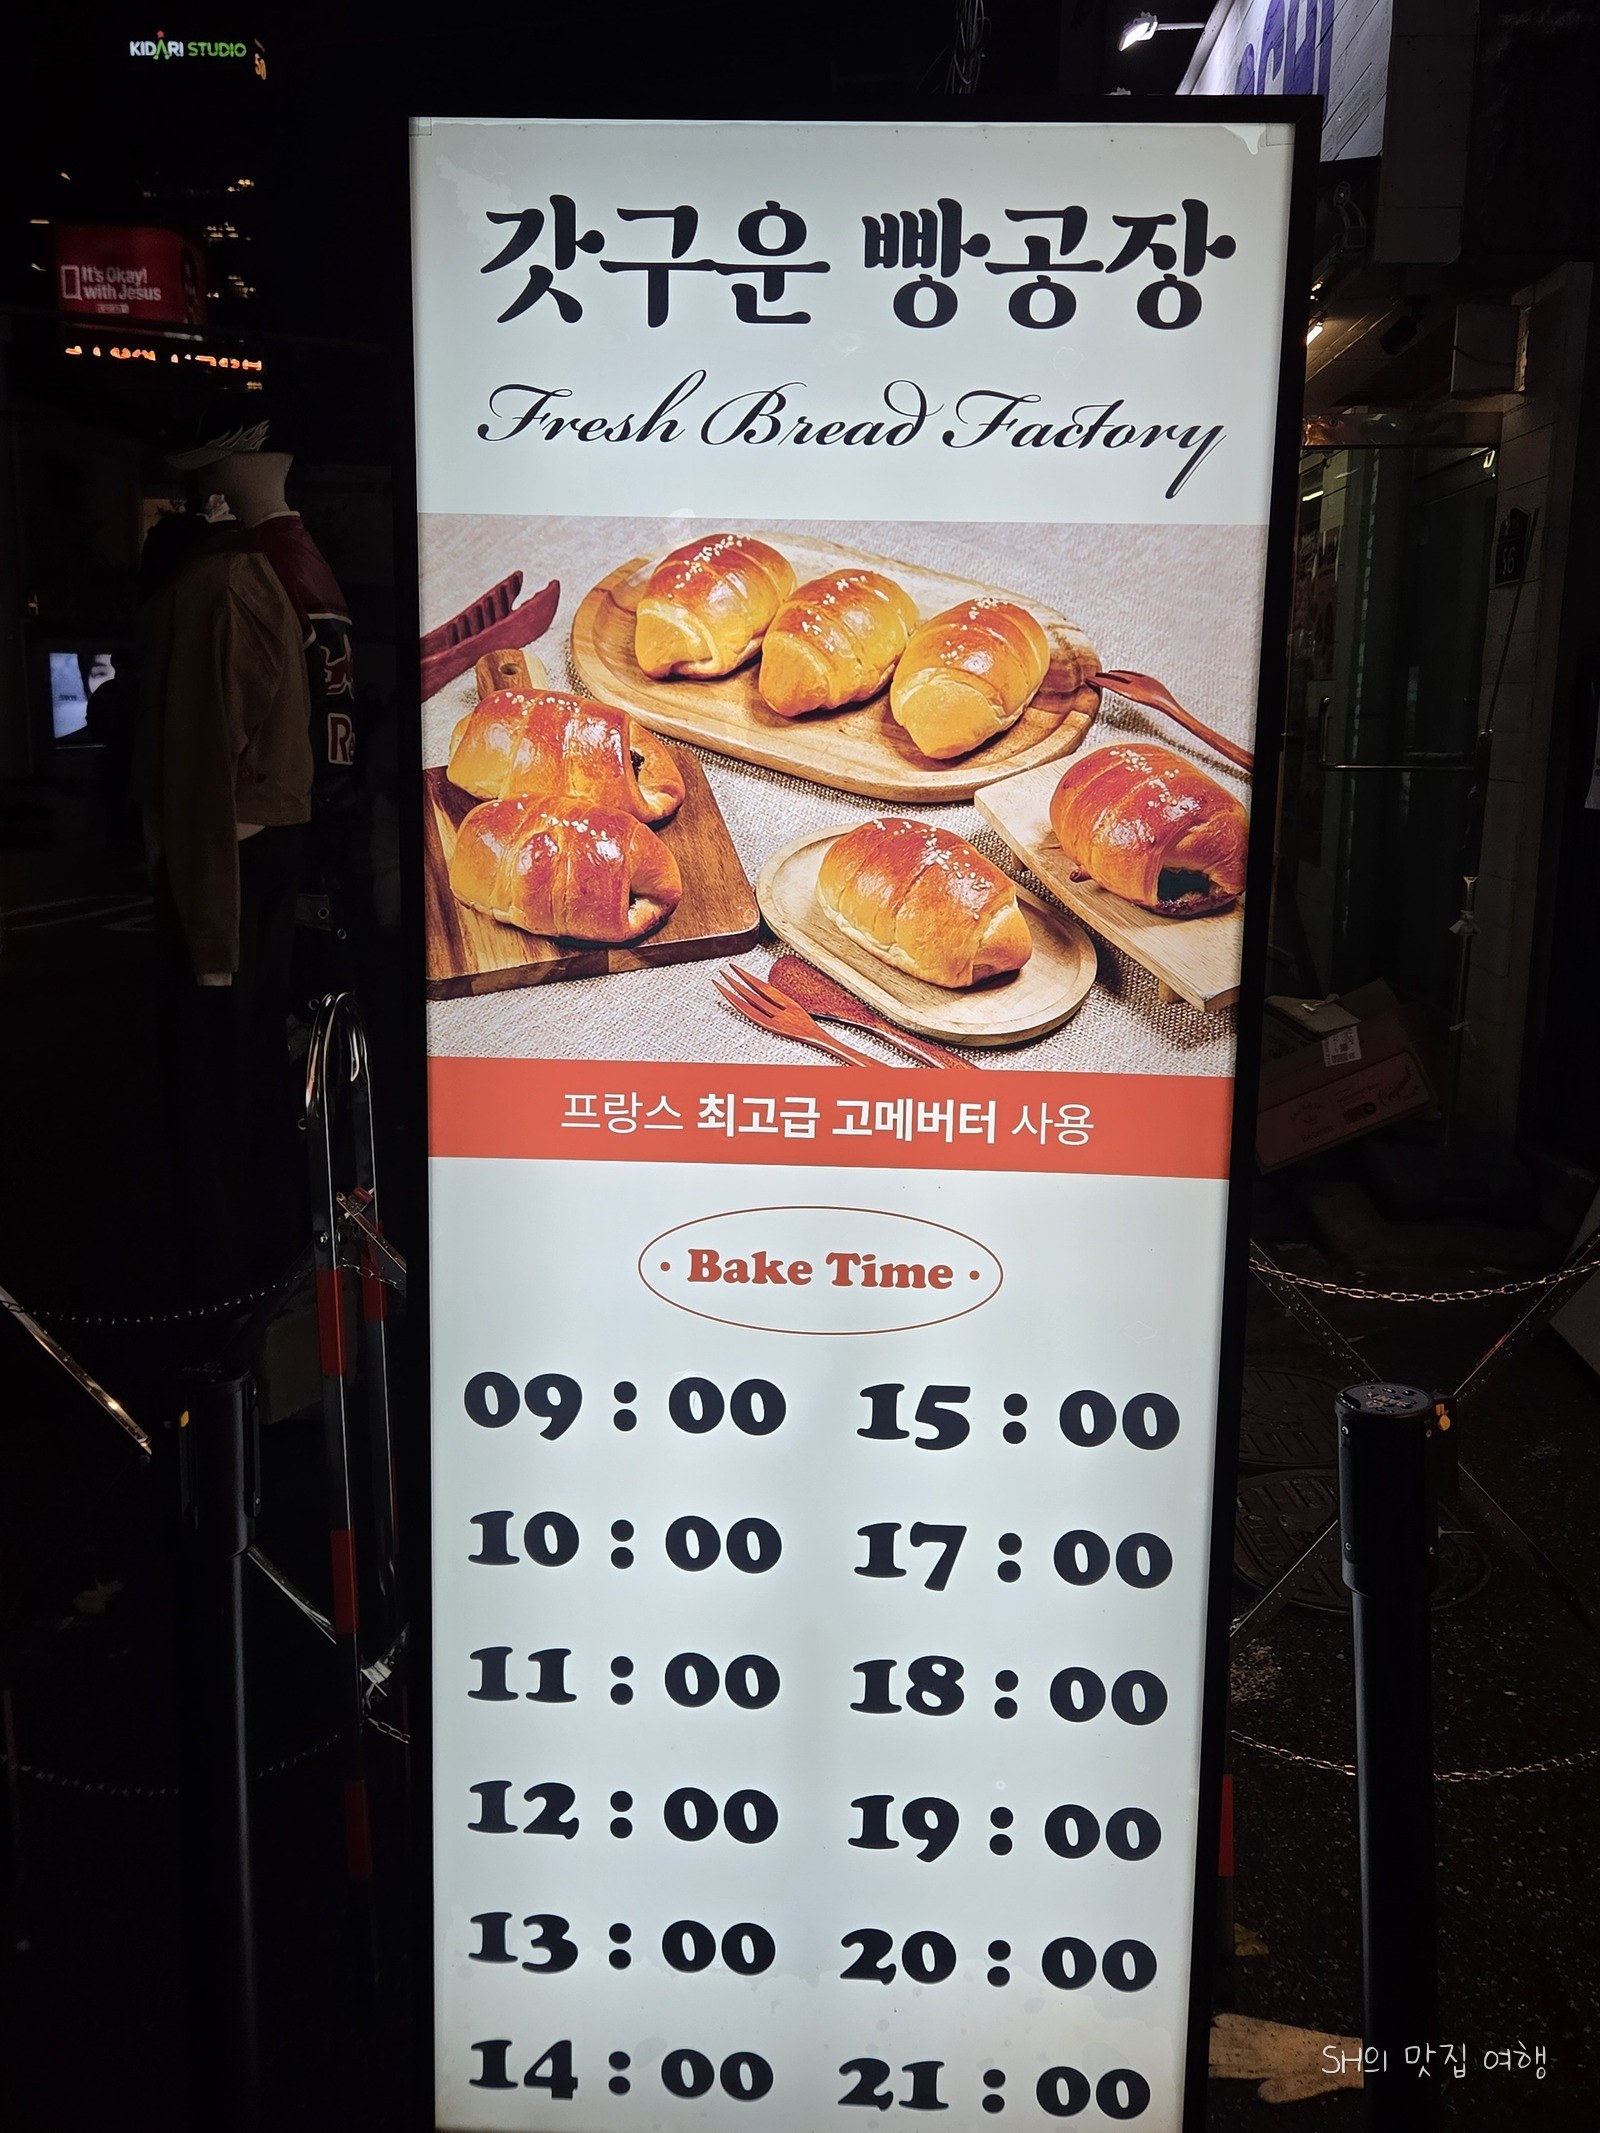 KIDARI STUDIO
It's Okay!
with Jesus
갓구운 빵공장
Fresh Bread Factory
프랑스 최고급 고메버터 사용
· Bake Time ·
09 : 00 15 : 00
10 : 00 17 : 00
11 : 00 18 : 00
12 : 00 19 : 00
13 : 00 20 : 00
14 : 00 21 : 00
SH의 맛집 여행